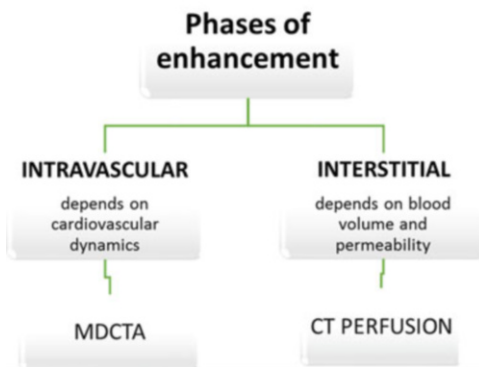 Phases of
enhancement
INTRAVASCULAR
depends on
cardiovascular
dynamics
INTERSTITIAL
depends on blood
volume and
permeability
MDCTA
CT PERFUSION